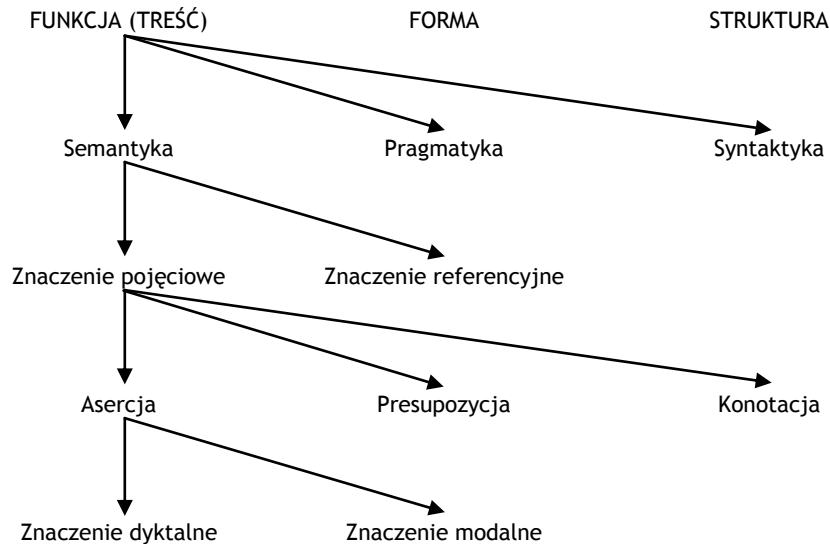 FUNKCJA (TREŚĆ) FORMA STRUKTURA
Semantyka Pragmatyka Syntaktyka
Znaczenie pojęciowe Znaczenie referencyjne
Asercja Presupozycja Konotacja
Znaczenie dyktalne Znaczenie modalne